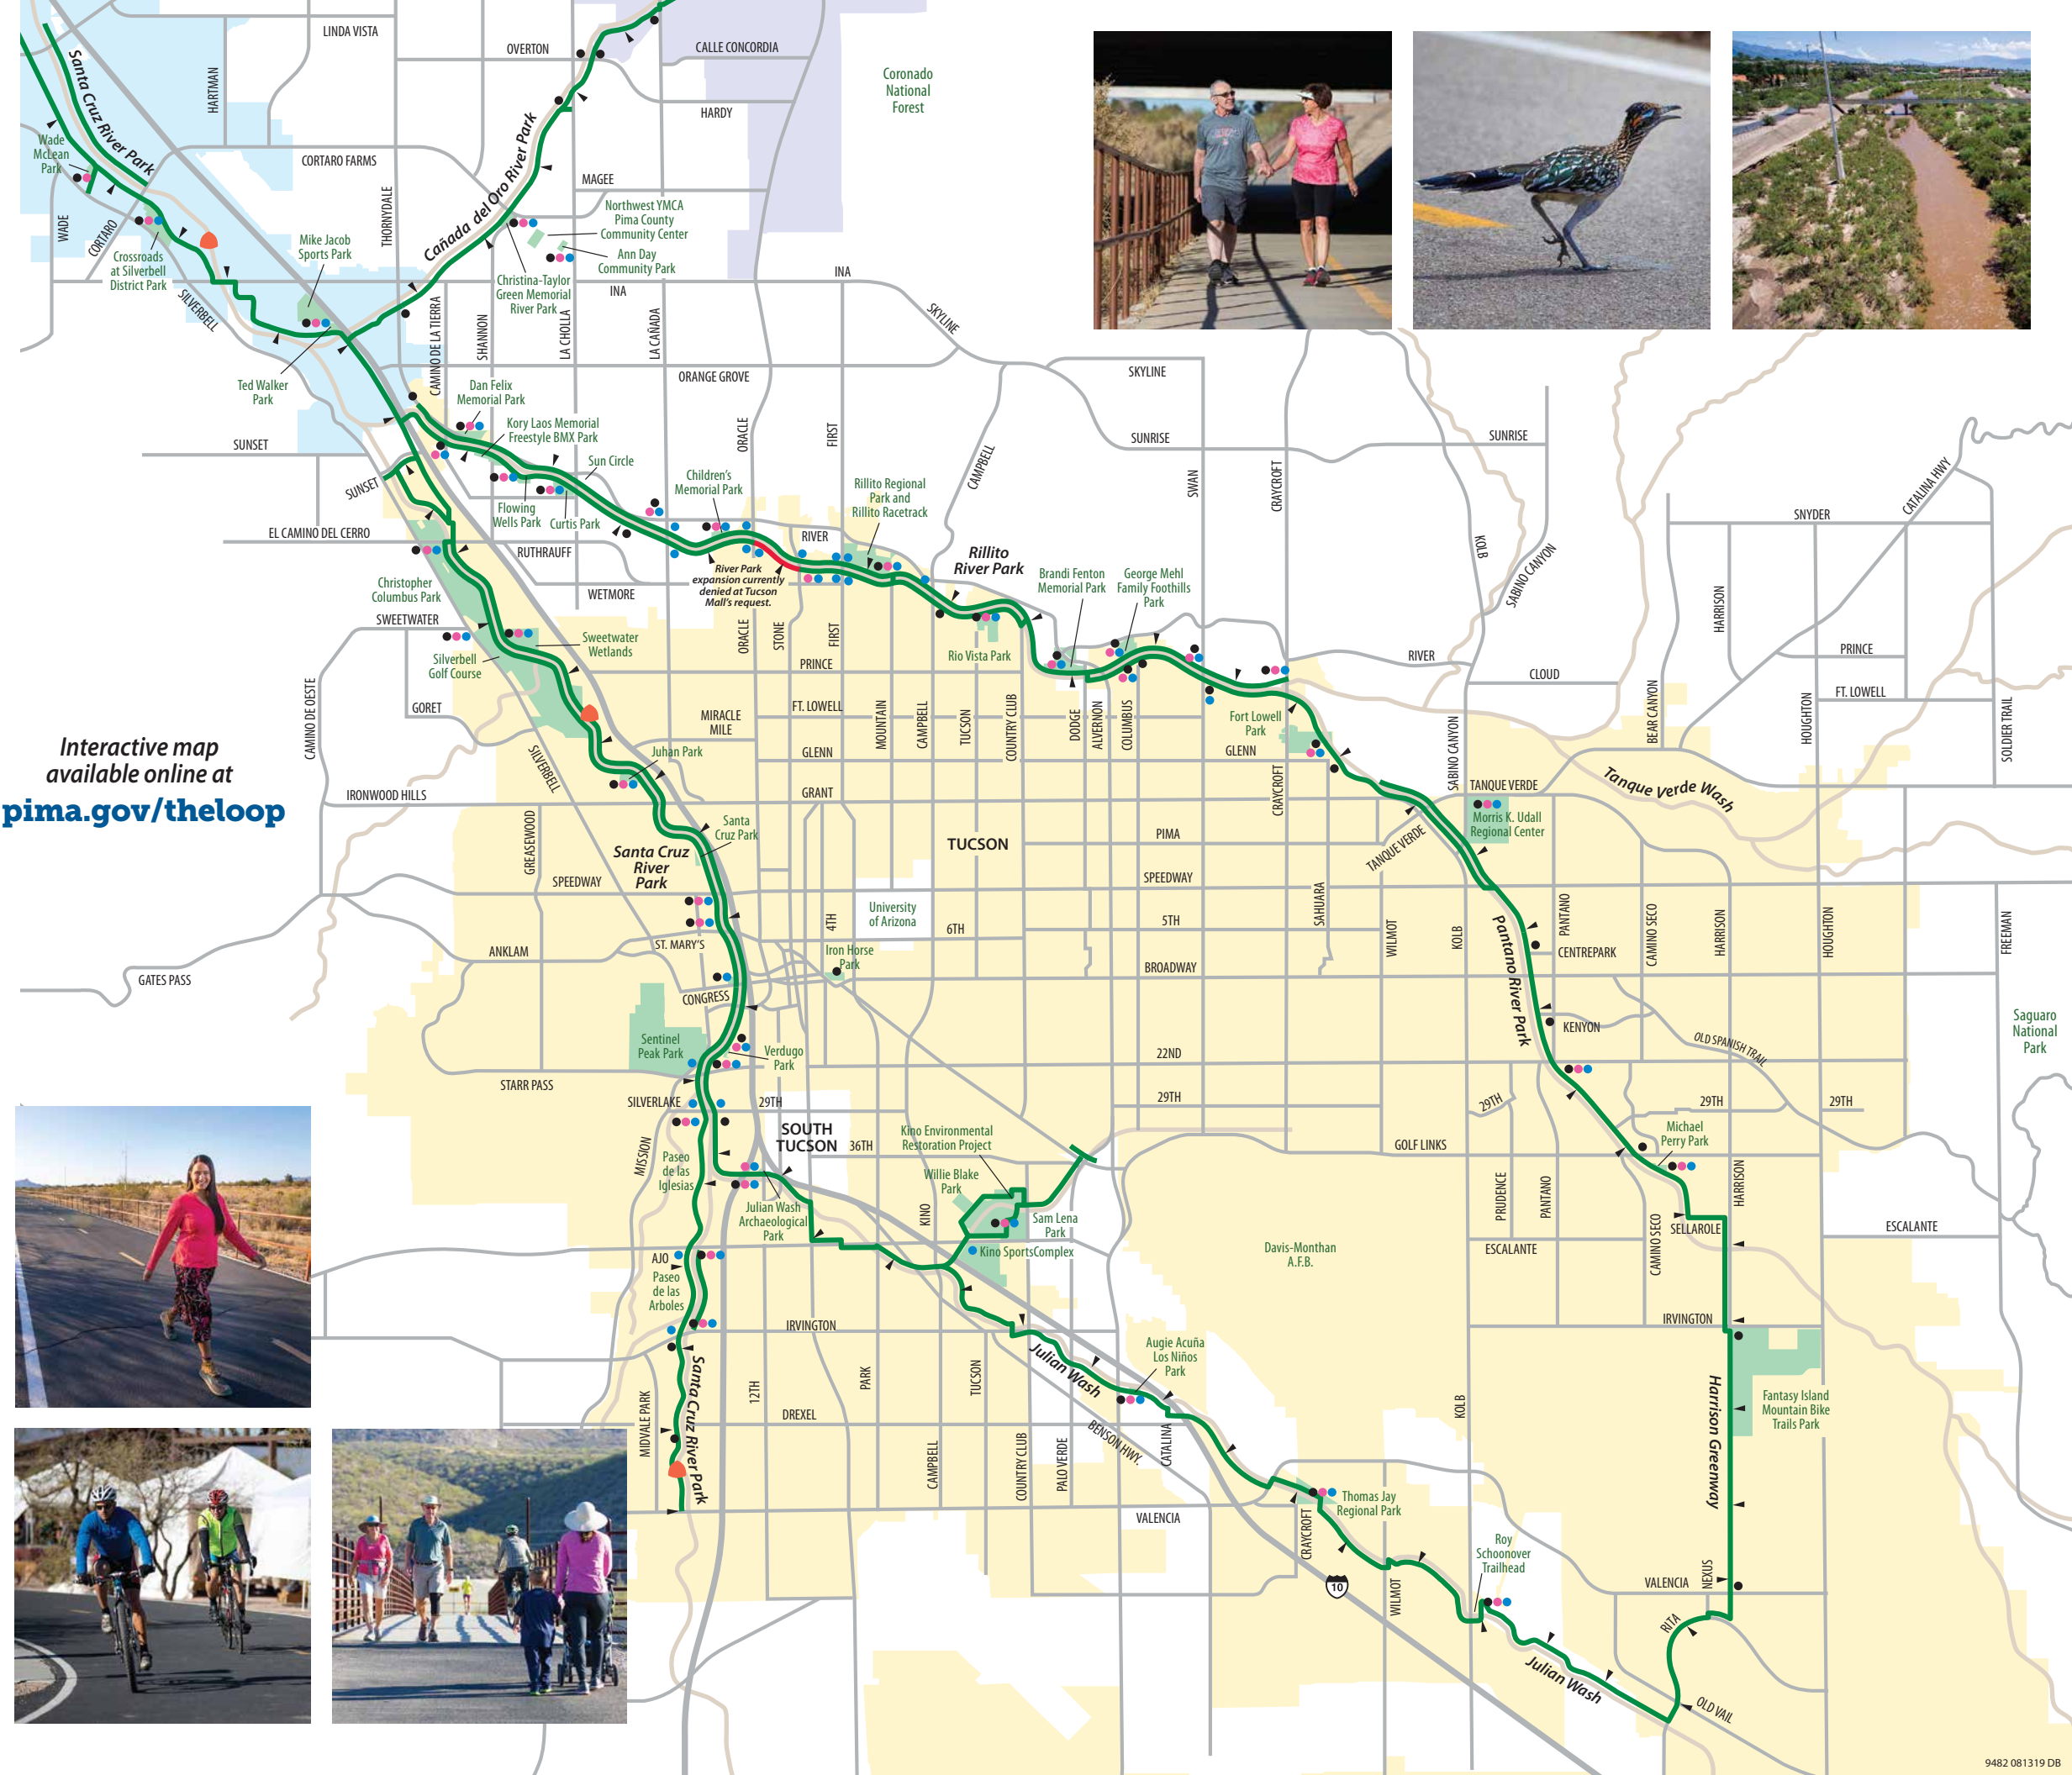 LINDA VISTA
OVERTON
CALLE CONCORDIA
Coronado
National
Forest
HARTMAN
HARDY
Santa Cruz River Park
Wade
McLean
Park
CORTARO FARMS
Cañada del Oro River Park
MAGEE
THORNYDALE
WADE
CORTARO
Northwest YMCA
Pima County
Community Center
Mike Jacob
Sports Park
Ann Day
Community Park
Crossroads
at Silverbell
District Park
Christina-Taylor
Green Memorial
River Park
INA
INA
SILVERBELL
CAMINO DE LA TIERRA
SHANNON
LA CHOLLA
LA CAÑADA
SKYLINE
Ted Walker
Park
ORANGE GROVE
SKYLINE
Dan Felix
Memorial Park
Kory Laos Memorial
Freestyle BMX Park
ORACLE
FIRST
SUNSET
SUNRISE
SUNRISE
Sun Circle
CAMPBELL
SWAN
CRAYCROFT
CATALINA HWY
SUNSET
Children's
Memorial Park
Rillito Regional
Park and
Rillito Racetrack
Flowing
Wells Park
Curtis Park
SNYDER
EL CAMINO DEL CERRO
RUTHRAUFF
RIVER
KOLB
SABINO CANYON
Rillito
River Park
River Park
expansion currently
denied at Tucson
Mall's request.
Christopher
Columbus Park
WETMORE
Brandi Fenton
Memorial Park
George Mehl
Family Foothills
Park
HARRISON
SWEETWATER
Sweetwater
Wetlands
ORACLE
STONE
FIRST
Silverbell
Golf Course
PRINCE
Rio Vista Park
RIVER
PRINCE
CLOUD
FT. LOWELL
CAMINO DE OESTE
GORET
MIRACLE
MILE
FT. LOWELL
MOUNTAIN
CAMPBELL
TUCSON
COUNTRY CLUB
DODGE
ALVERNON
COLUMBUS
Fort Lowell
Park
SABINO CANYON
BEAR CANYON
HOUGHTON
SOLDIER TRAIL
Interactive map
available online at
pima.gov/theloop
Juhan Park
GLENN
GLENN
SILVERBELL
CRAYCROFT
TANQUE VERDE
Tanque Verde Wash
IRONWOOD HILLS
GRANT
Morris K. Udall
Regional Center
GREASEWOOD
Santa
Cruz Park
PIMA
TANQUE VERDE
TUCSON
Santa Cruz
River
Park
SPEEDWAY
SPEEDWAY
SAHUARA
University
of Arizona
4TH
6TH
5TH
WILMOT
KOLB
Pantano River Park
PANTANO
CAMINO SECO
HARRISON
HOUGHTON
FREEMAN
ST. MARY'S
ANKLAM
Iron Horse
Park
CENTREPARK
BROADWAY
GATES PASS
CONGRESS
Saguaro
National
Park
KENYON
OLD SPANISH TRAIL
Sentinel
Peak Park
Verdugo
Park
22ND
STARR PASS
SILVERLAKE
29TH
29TH
29TH
29TH
29TH
SOUTH
TUCSON
36TH
Kino Environmental
Restoration Project
Michael
Perry Park
GOLF LINKS
MISSION
Paseo
de las
Iglesias
Willie Blake
Park
PRUDENCE
PANTANO
HARRISON
Julian Wash
Archaeological
Park
KINO
Sam Lena
Park
SELLAROLE
ESCALANTE
ESCALANTE
CAMINO SECO
AJO
Kino SportsComplex
Davis-Monthan
A.F.B.
Paseo
de las
Arboles
IRVINGTON
IRVINGTON
Julian Wash
Augie Acuña
Los Niños
Park
Santa Cruz River Park
MIDVALE PARK
12TH
PARK
TUCSON
KOLB
Harrison Greenway
Fantasy Island
Mountain Bike
Trails Park
DREXEL
BENSON HWY.
CAMPBELL
COUNTRY CLUB
PALO VERDE
CATALINA
Thomas Jay
Regional Park
VALENCIA
CRAYCROFT
Roy
Schoonover
Trailhead
10
WILMOT
VALENCIA
NEXUS
RITA
Julian Wash
OLD VAIL
9482 081319 DB